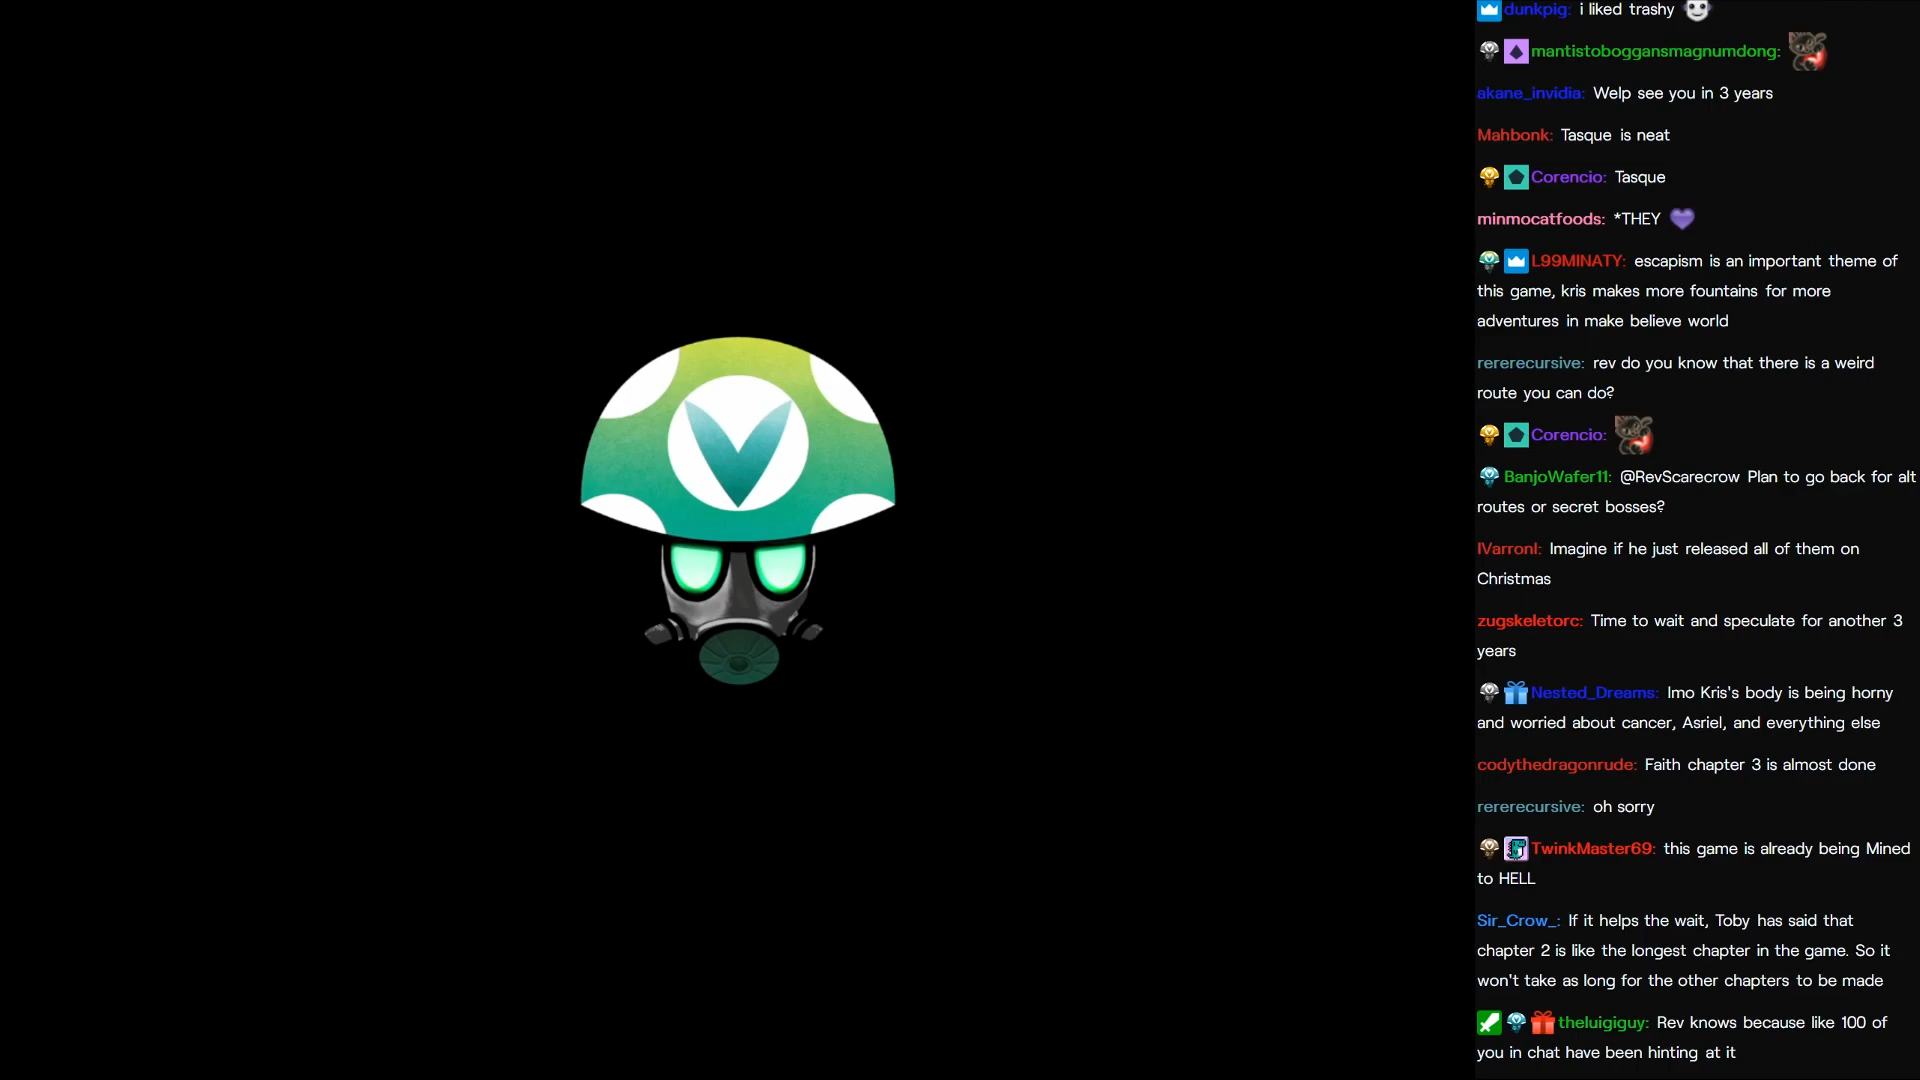 dunkpig: i liked trashy
mantistoboggansmagnumdong:
akane_invidia: Welp see you in 3 years
Mahbonk: Tasque is neat
Corencio: Tasque
minmocatfoods: *THEY
L99MINATY: escapism is an important theme of
this game, kris makes more fountains for more
adventures in make believe world
rererecursive: rev do you know that there is a weird
route you can do?
Corencio:
BanjoWafer11: @RevScarecrow Plan to go back for alt
routes or secret bosses?
IVarronI: Imagine if he just released all of them on
Christmas
zugskeletorc: Time to wait and speculate for another 3
years
Nested_Dreams: Imo Kris's body is being horny
and worried about cancer, Asriel, and everything else
codythedragonrude: Faith chapter 3 is almost done
rererecursive: oh sorry
TwinkMaster69: this game is already being Mined
to HELL
Sir_Crow_: If it helps the wait, Toby has said that
chapter 2 is like the longest chapter in the game. So it
won't take as long for the other chapters to be made
theluigiguy: Rev knows because like 100 of
you in chat have been hinting at it